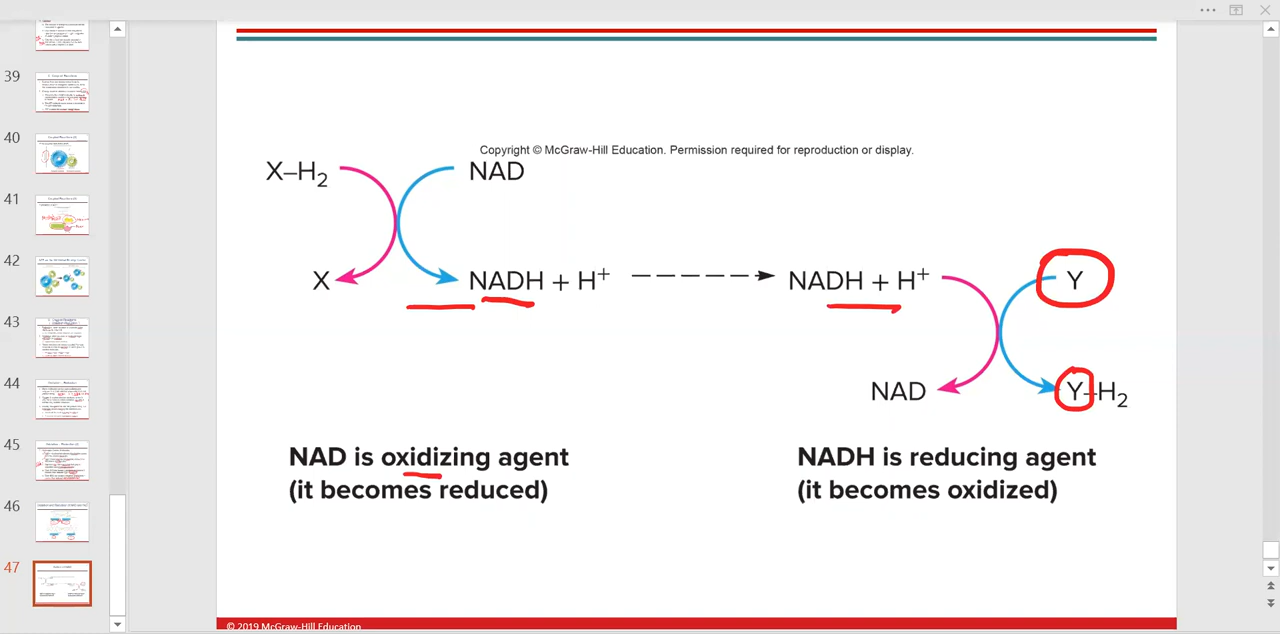 39
40
41
42
43
44
45
46
47
Copyright © McGraw-Hill Education. Permission required for reproduction or display.
X–H₂
NAD
X
NADH + H⁺
NADH + H⁺
Y
NAD
Y–H₂
NAD is oxidizing agent
(it becomes reduced)
NADH is reducing agent
(it becomes oxidized)
© 2019 McGraw-Hill Education